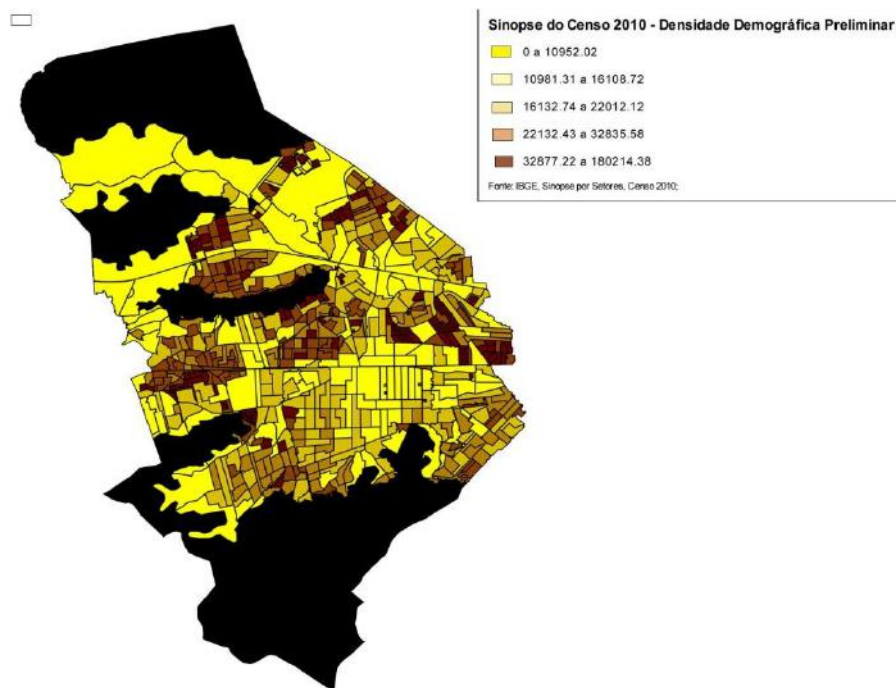 Sinopse do Censo 2010 - Densidade Demográfica Preliminar
0 a 10952.02
10981.31 a 16108.72
16132.74 a 22012.12
22132.43 a 32835.58
32877.22 a 180214.38
Fonte: IBGE, Sinopse por Setores, Censo 2010;